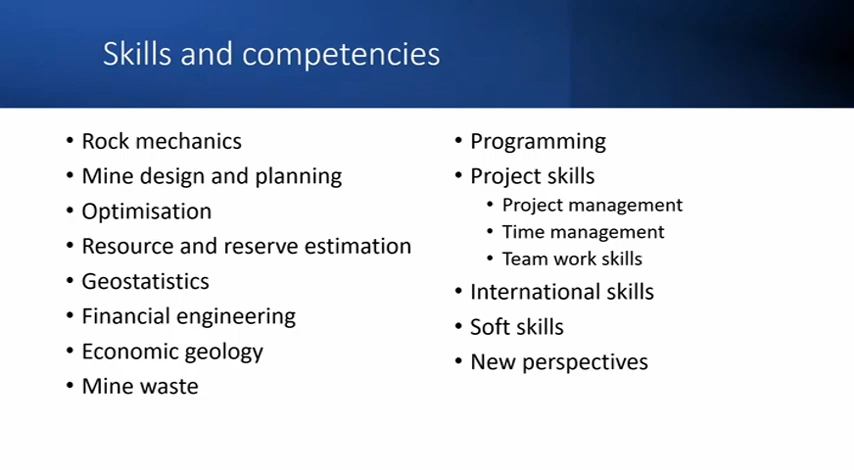 Skills and competencies
• Rock mechanics
• Mine design and planning
• Optimisation
• Resource and reserve estimation
• Geostatistics
• Financial engineering
• Economic geology
• Mine waste
• Programming
• Project skills
• Project management
• Time management
• Team work skills
• International skills
• Soft skills
• New perspectives